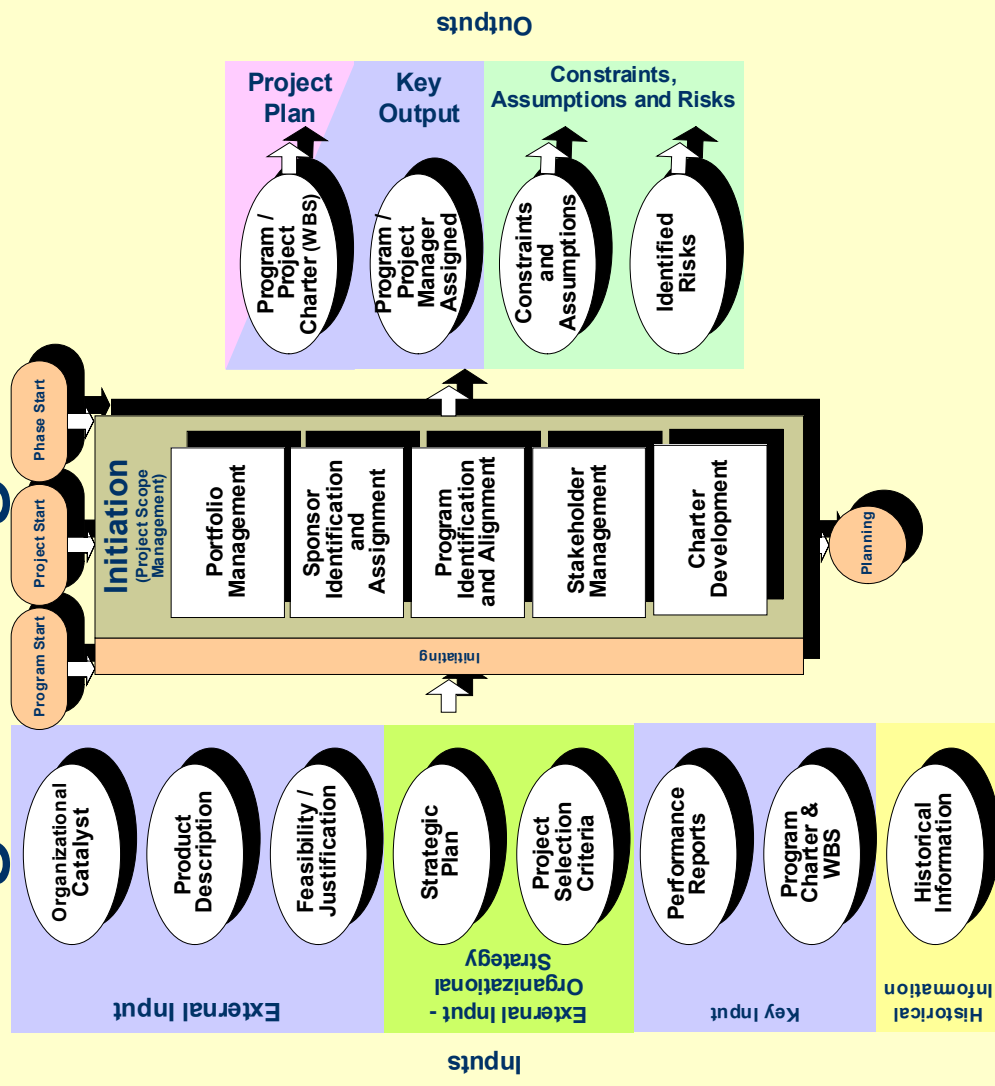 Inputs
External Input
Organizational
Catalyst
Product
Description
Feasibility /
Justification
External Input -
Organizational
Strategy
Strategic
Plan
Project
Selection
Criteria
Key Input
Performance
Reports
Program
Charter &
WBS
Historical
Information
Historical
Information
Program Start
Project Start
Phase Start
Initiating
Initiation
(Project Scope
Management)
Portfolio
Management
Sponsor
Identification
and
Assignment
Program
Identification
and Alignment
Stakeholder
Management
Charter
Development
Planning
Outputs
Project
Plan
Program /
Project
Charter (WBS)
Key
Output
Program /
Project
Manager
Assigned
Constraints,
Assumptions and Risks
Constraints
and
Assumptions
Identified
Risks